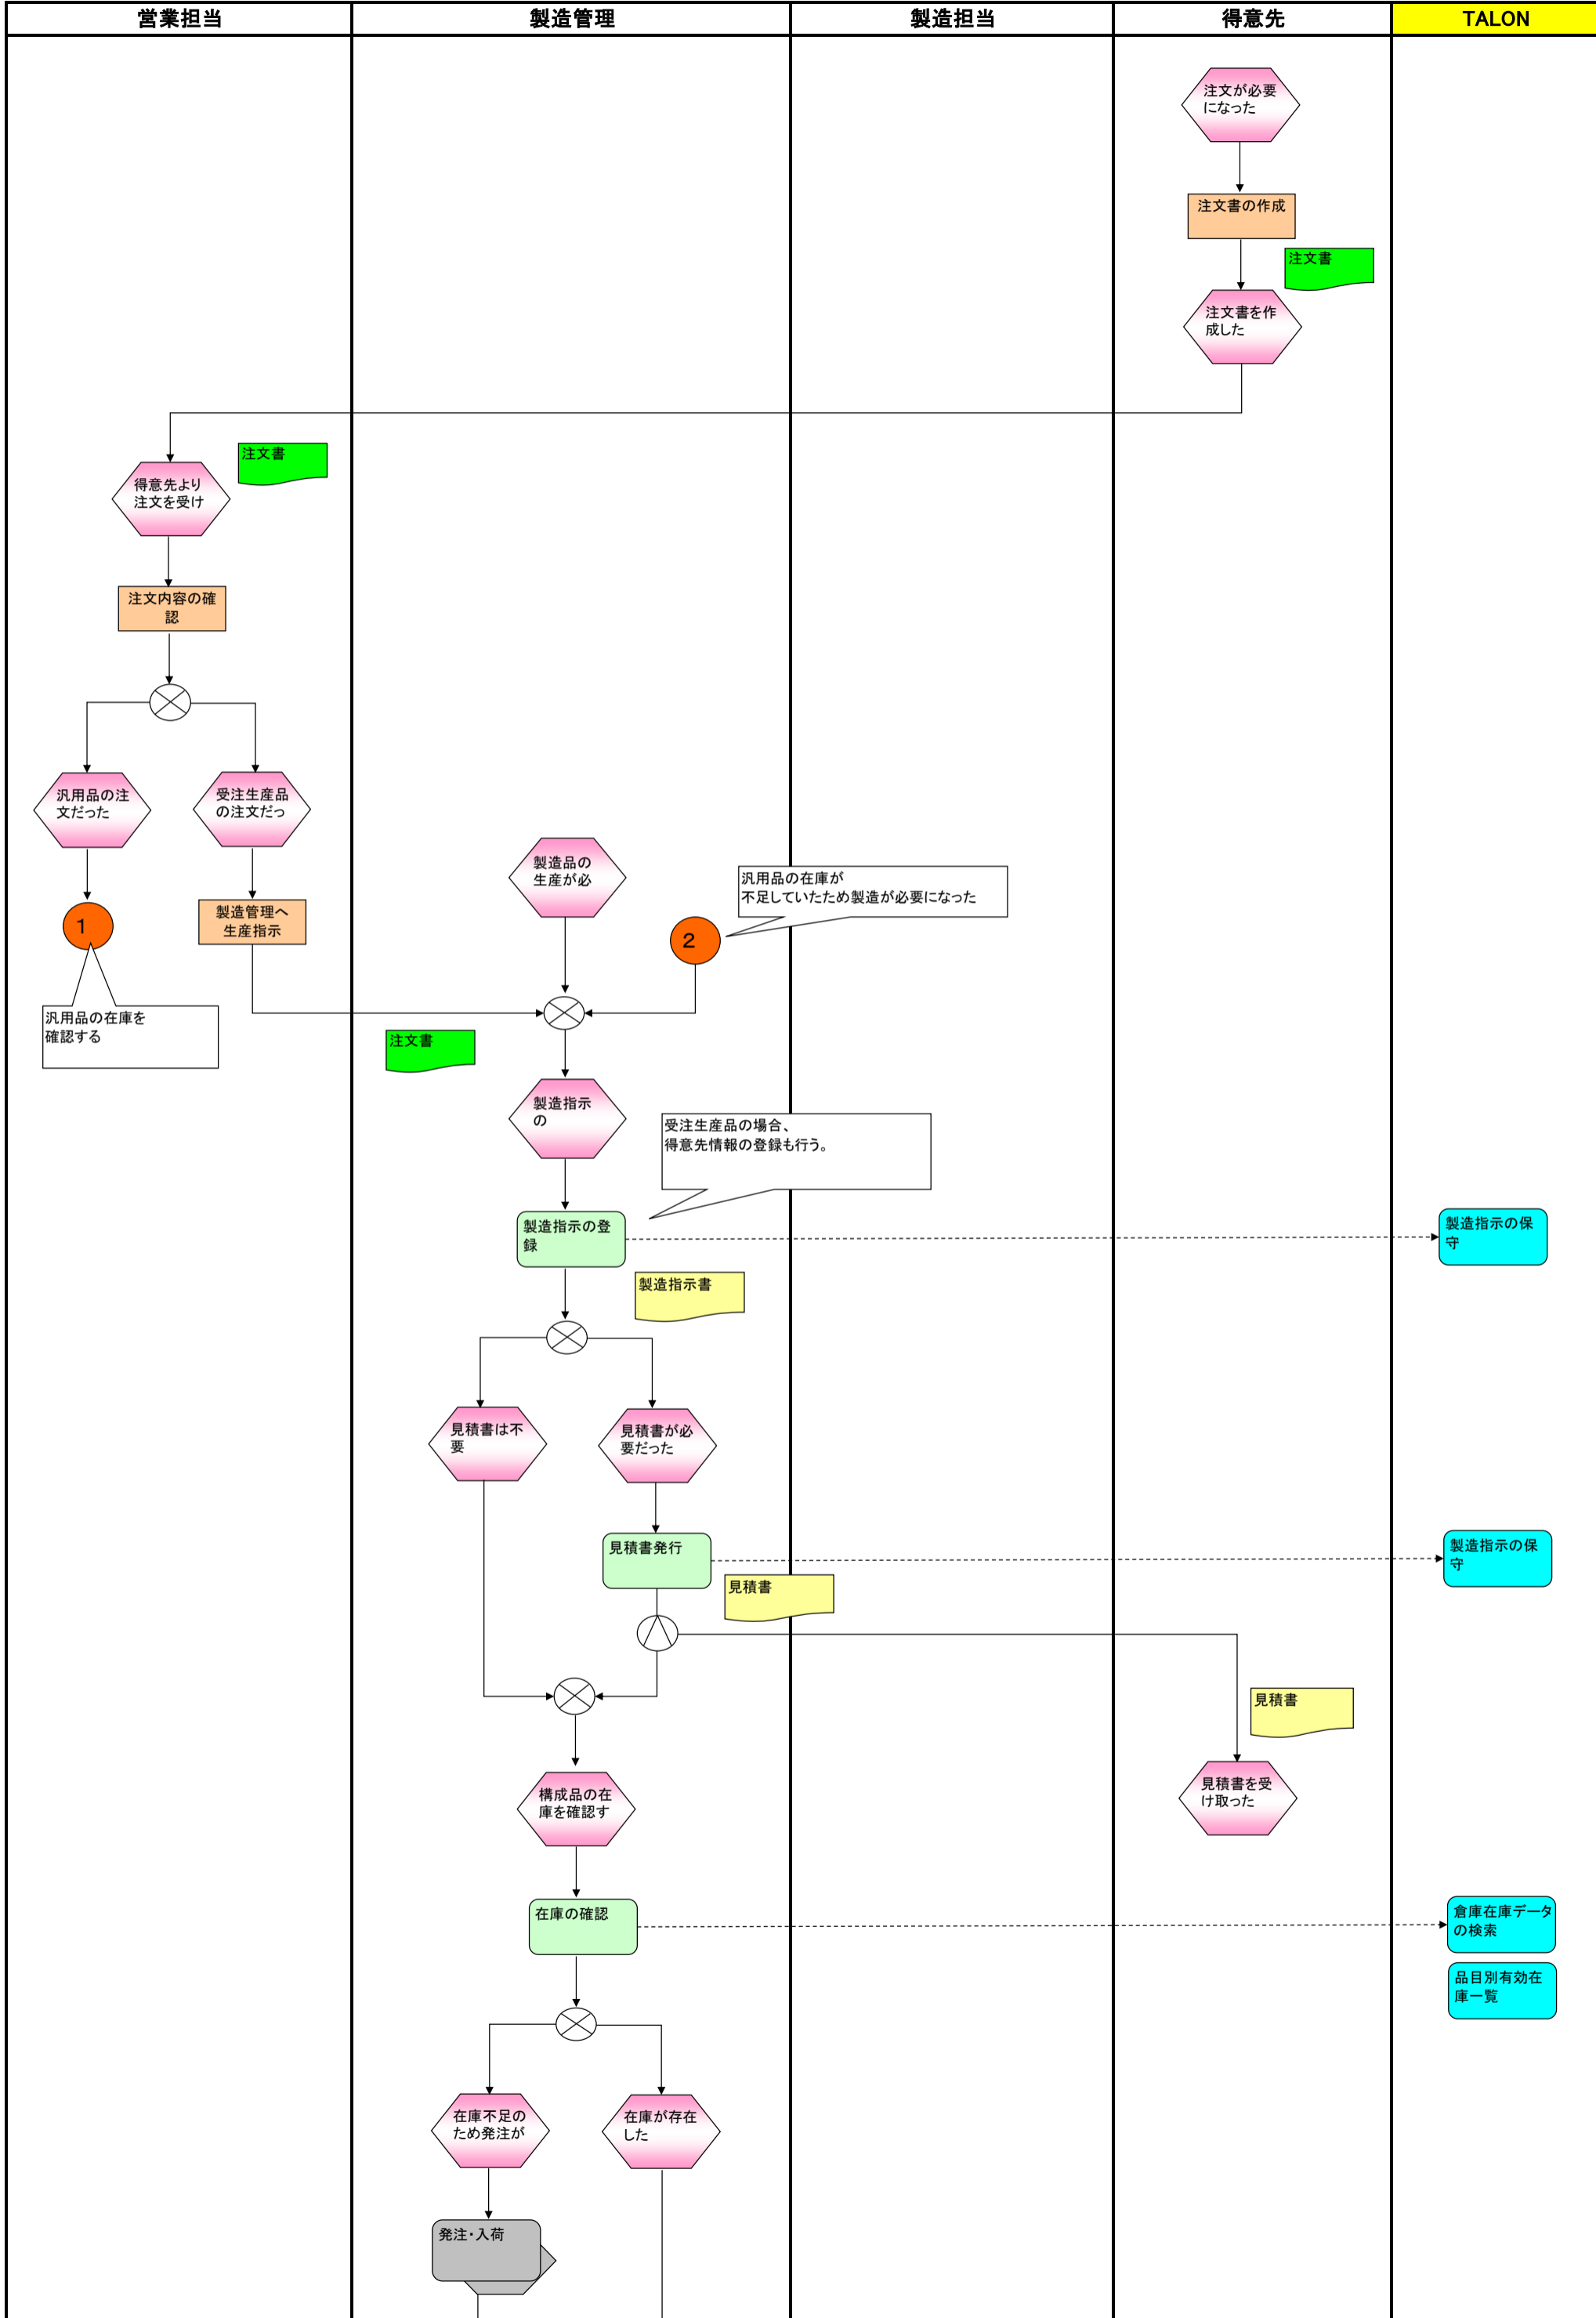 営業担当
製造管理
製造担当
得意先
TALON
注文が必要
になった
注文書の作成
注文書
注文書を作
成した
注文書
得意先より
注文を受け
注文内容の確
認
汎用品の注
文だった
受注生産品
の注文だっ
製造品の
生産が必
汎用品の在庫が
不足していたため製造が必要になった
1
製造管理へ
生産指示
2
汎用品の在庫を
確認する
注文書
製造指示
の
受注生産品の場合、
得意先情報の登録も行う。
製造指示の登
録
製造指示の保
守
製造指示書
見積書は不
要
見積書が必
要だった
見積書発行
製造指示の保
守
見積書
見積書
構成品の在
庫を確認す
見積書を受
け取った
在庫の確認
倉庫在庫データ
の検索
品目別有効在
庫一覧
在庫不足の
ため発注が
在庫が存在
した
発注・入荷